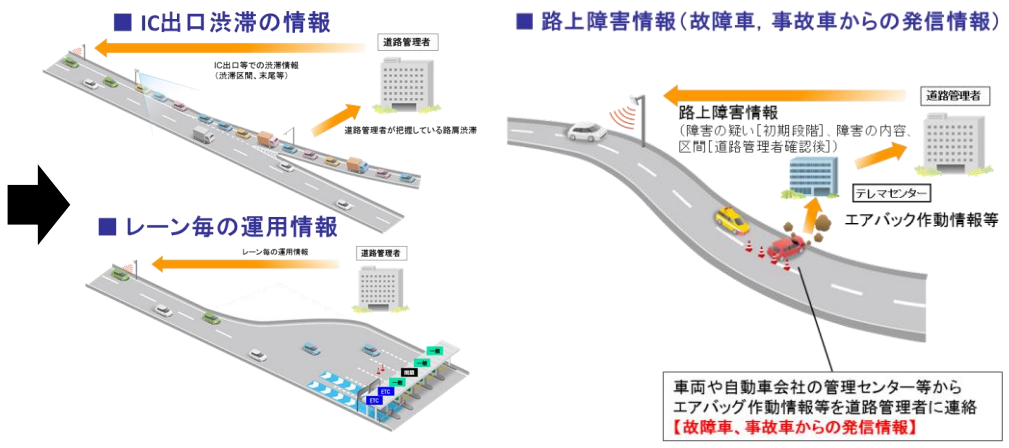 ■ IC出口渋滞の情報
道路管理者
IC出口等での渋滞情報
（渋滞区間、末尾等）
道路管理者が把握している路肩渋滞
■ レーン毎の運用情報
レーン毎の運用情報
道路管理者
一般
一般
閉鎖
一般
ETC
ETC
■ 路上障害情報（故障車，事故車からの発信情報）
道路管理者
路上障害情報
（障害の疑い［初期段階］、障害の内容、
区間［道路管理者確認後］）
テレマセンター
エアバック作動情報等
車両や自動車会社の管理センター等から
エアバッグ作動情報等を道路管理者に連絡
【故障車、事故車からの発信情報】